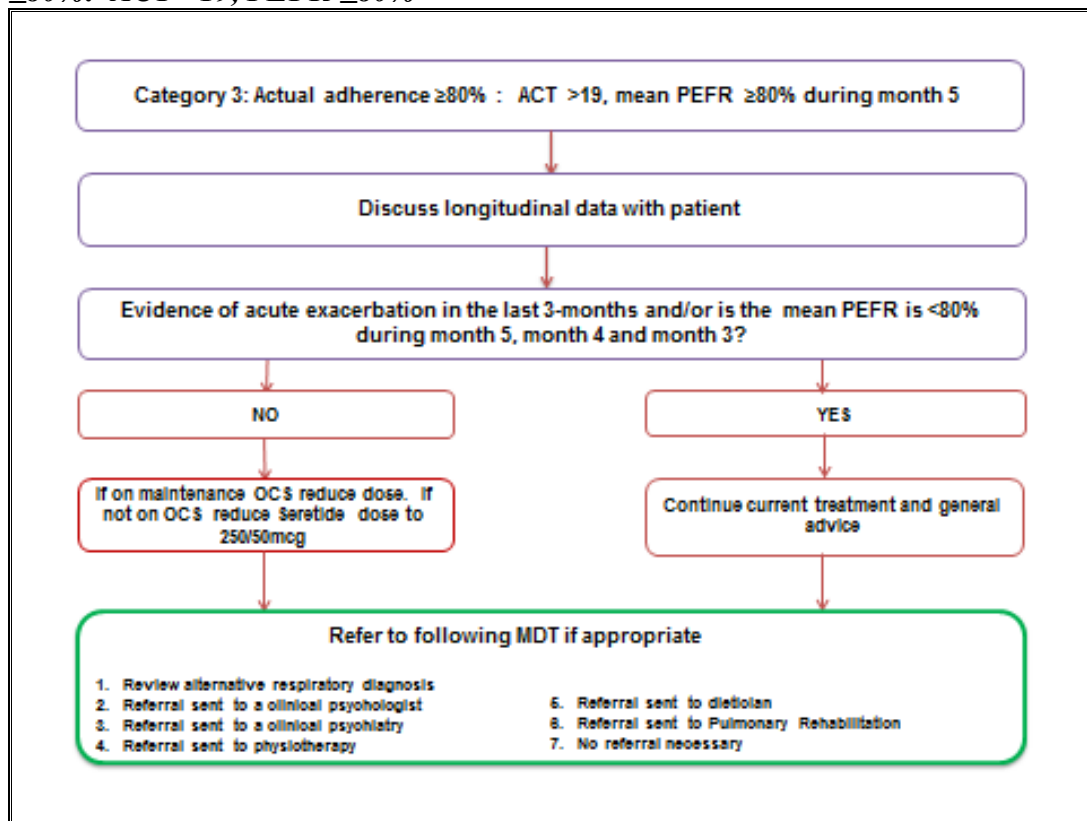 Category 3: Actual adherence ≥80% : ACT >19, mean PEFR ≥80% during month 5
Discuss longitudinal data with patient
Evidence of acute exacerbation in the last 3-months and/or is the mean PEFR is <80%
during month 5, month 4 and month 3?
NO
YES
If on maintenance OCS reduce dose. If
not on OCS reduce Seretide dose to
250/50mcg
Continue current treatment and general
advice
Refer to following MDT if appropriate
1. Review alternative respiratory diagnosis
2. Referral sent to a clinical psychologist
3. Referral sent to a clinical psychiatry
4. Referral sent to physiotherapy
5. Referral sent to dietician
6. Referral sent to Pulmonary Rehabilitation
7. No referral necessary